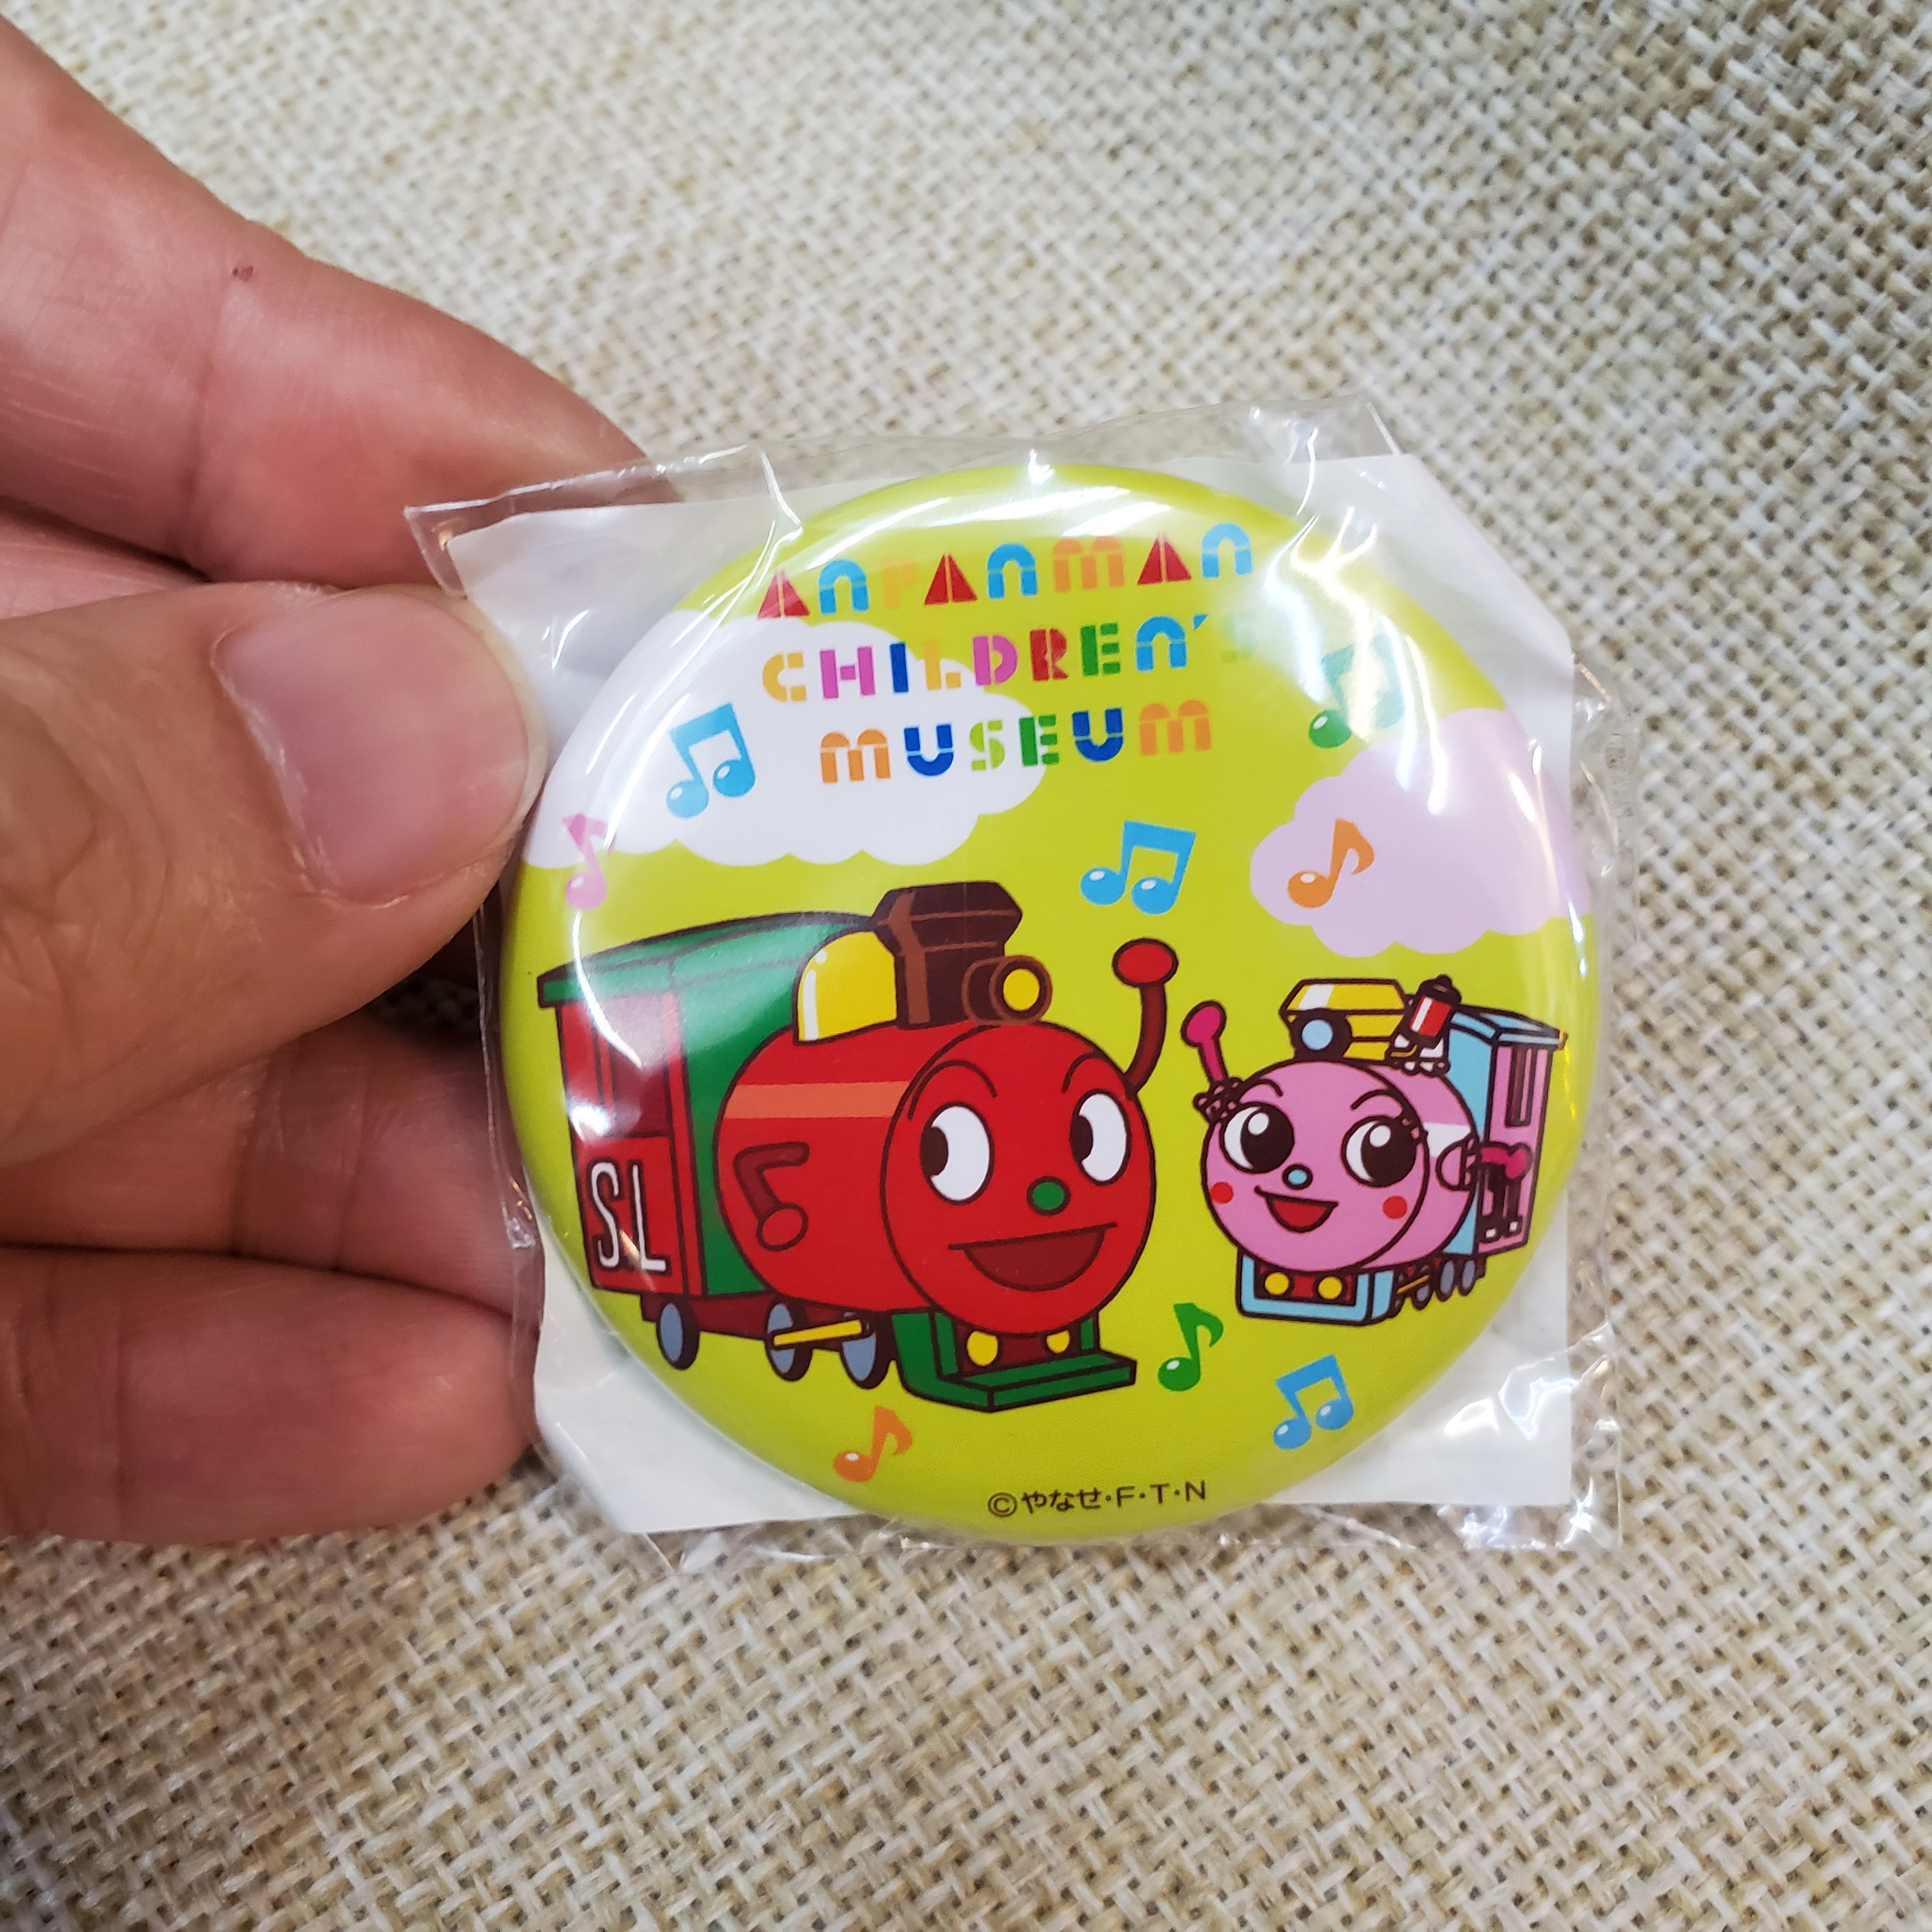 ANPANMAN
CHILDREN'S
MUSEUM
SL
©やなせ・F・T・N